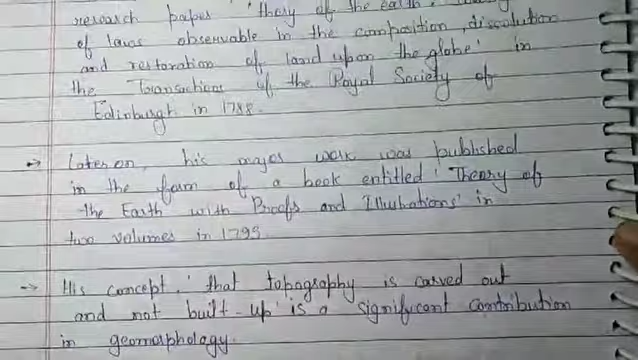 research paper 'Thery of the earth,
of laws observable in the composition, dissolution
and restoration of land upon the globe' in
the Transactions of the Royal Society of
Edinburgh in 1788.
→ Later on, his major work was published
in the form of a book entitled 'Theory of
the Earth with Proofs and Illustrations' in
two volumes in 1795.
→ His concept, 'that topography is carved out
and not built-up' is a significant contribution
in geomorphology.